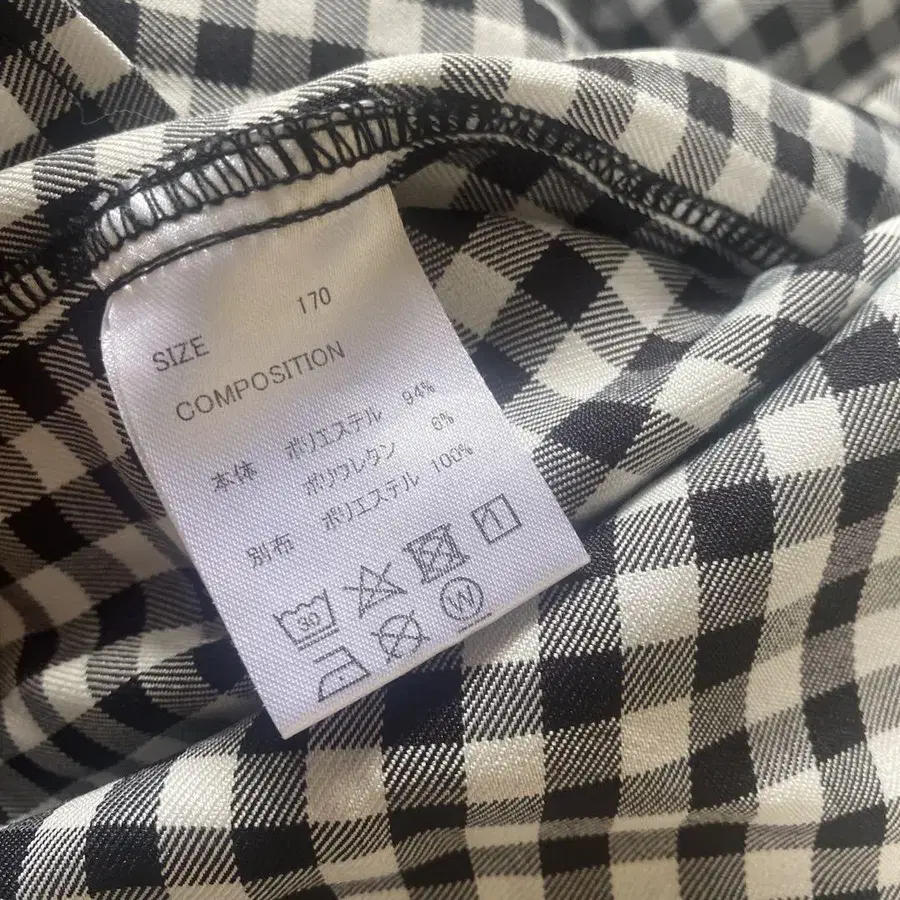 SIZE 170
COMPOSITION
本体 ポリエステル 94%
ポリウレタン 6%
別布 ポリエステル 100%
30
W